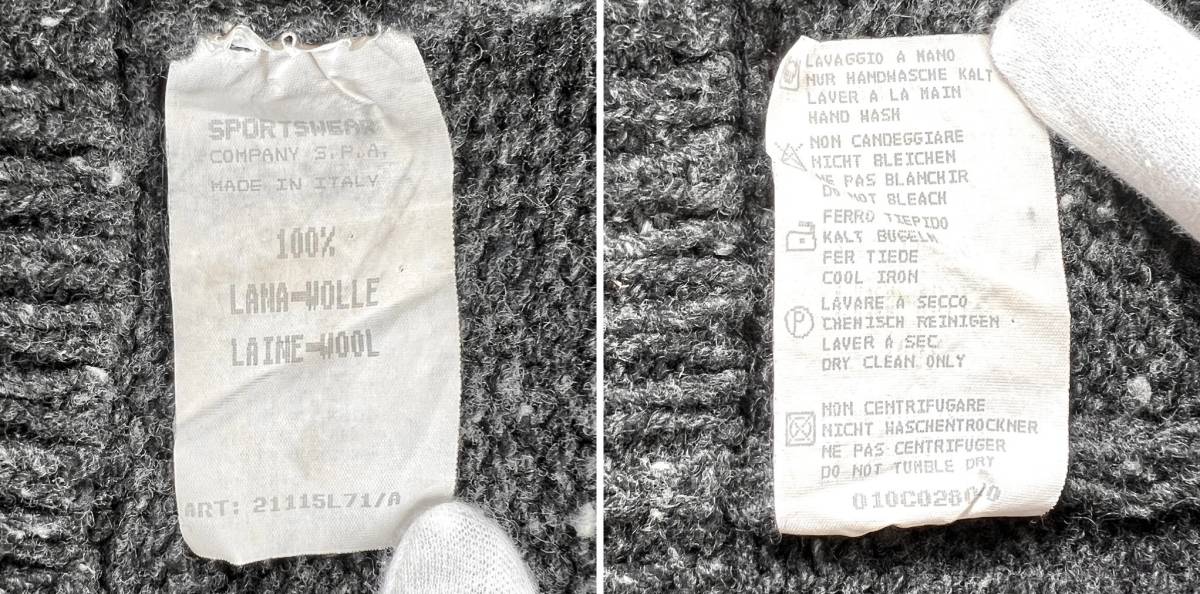 SPORTSWEAR
COMPANY S.P.A.
MADE IN ITALY
100%
LANA-WOLLE
LAINE-WOOL
ART: 21115L71/A
LAVAGGIO A MANO
NUR HANDWASCHE KALT
LAVER A LA MAIN
HAND WASH
NON CANDEGGIARE
NICHT BLEICHEN
NE PAS BLANCHIR
DO NOT BLEACH
FERRO TIEPIDO
KALT BUGELN
FER TIEDE
COOL IRON
P
LAVARE A SECCO
CHEMISCH REINIGEN
LAVER A SEC
DRY CLEAN ONLY
NON CENTRIFUGARE
NICHT WASCHENTROCKNER
NE PAS CENTRIFUGER
DO NOT TUMBLE DRY